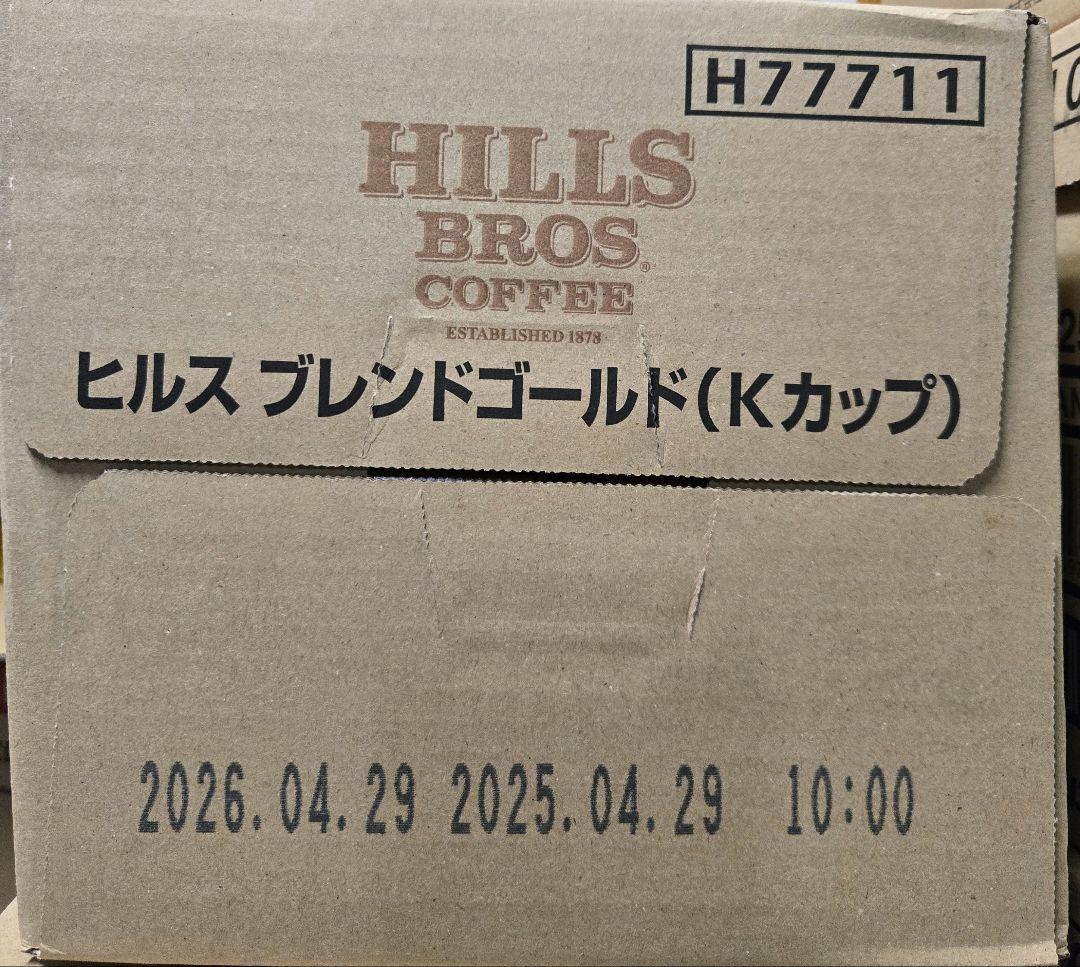 H77711
HILLS
BROS®
COFFEE
ESTABLISHED 1878
ヒルス ブレンドゴールド(Kカップ)
2026.04.29 2025.04.29 10:00